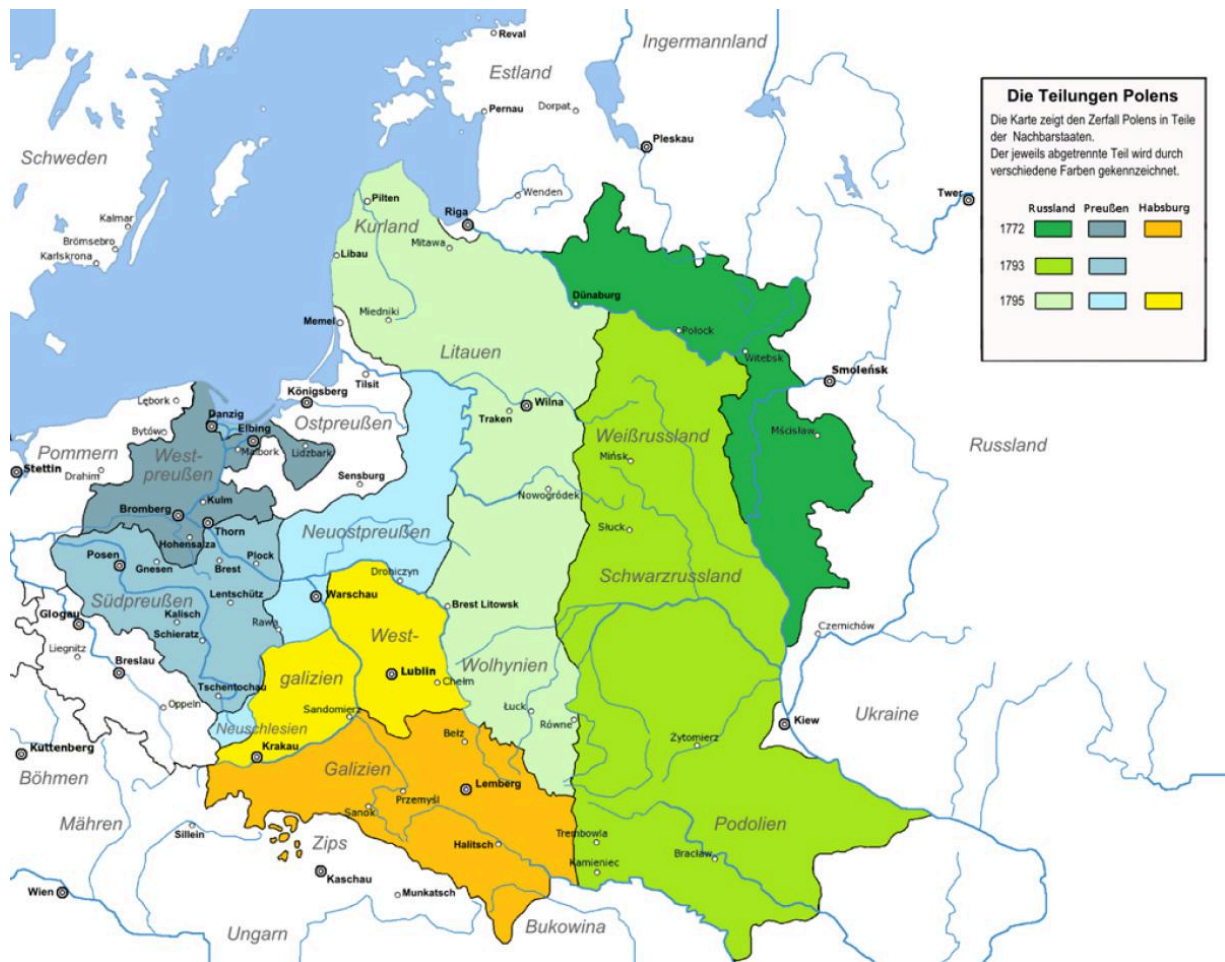 Reval
Ingermannland
Estland
Pernau
Dorpat
Pleskau
Schweden
Die Teilungen Polens
Die Karte zeigt den Zerfall Polens in Teile
der Nachbarstaaten.
Der jeweils abgetrennte Teil wird durch
verschiedene Farben gekennzeichnet.
Russland Preußen Habsburg
1772
1793
1795
Twer
Wenden
Pilten
Riga
Kalmar
Kurland
Brömsebro
Mitawa
Karlskrona
Libau
Dünaburg
Miedniki
Memel
Połock
Litauen
Witebsk
Tilsit
Smoleńsk
Königsberg
Lębork
Wilna
Danzig
Traken
Ostpreußen
Bytów
Elbing
Weißrussland
Mścisław
Malbork
Lidzbark
Russland
Pommern
West-
preußen
Mińsk
Stettin
Drahim
Sensburg
Nowogródek
Kulm
Bromberg
Thorn
Słuck
Neuostpreußen
Hohensalza
Posen
Plock
Gnesen
Brest
Drohiczyn
Schwarzrussland
Südpreußen
Lentschütz
Warschau
Brest Litowsk
Glogau
Kalisch
Rawa
Schieratz
Czernichów
West-
Liegnitz
Breslau
Lublin
Wolhynien
galizien
Chełm
Tschentochau
Oppeln
Sandomierz
Łuck
Równe
Ukraine
Kiew
Neuschlesien
Bełz
Żytomierz
Kuttenberg
Krakau
Böhmen
Galizien
Lemberg
Przemyśl
Sanok
Mähren
Podolien
Sillein
Zips
Halitsch
Trembowla
Bracław
Kamieniec
Kaschau
Wien
Munkatsch
Ungarn
Bukowina